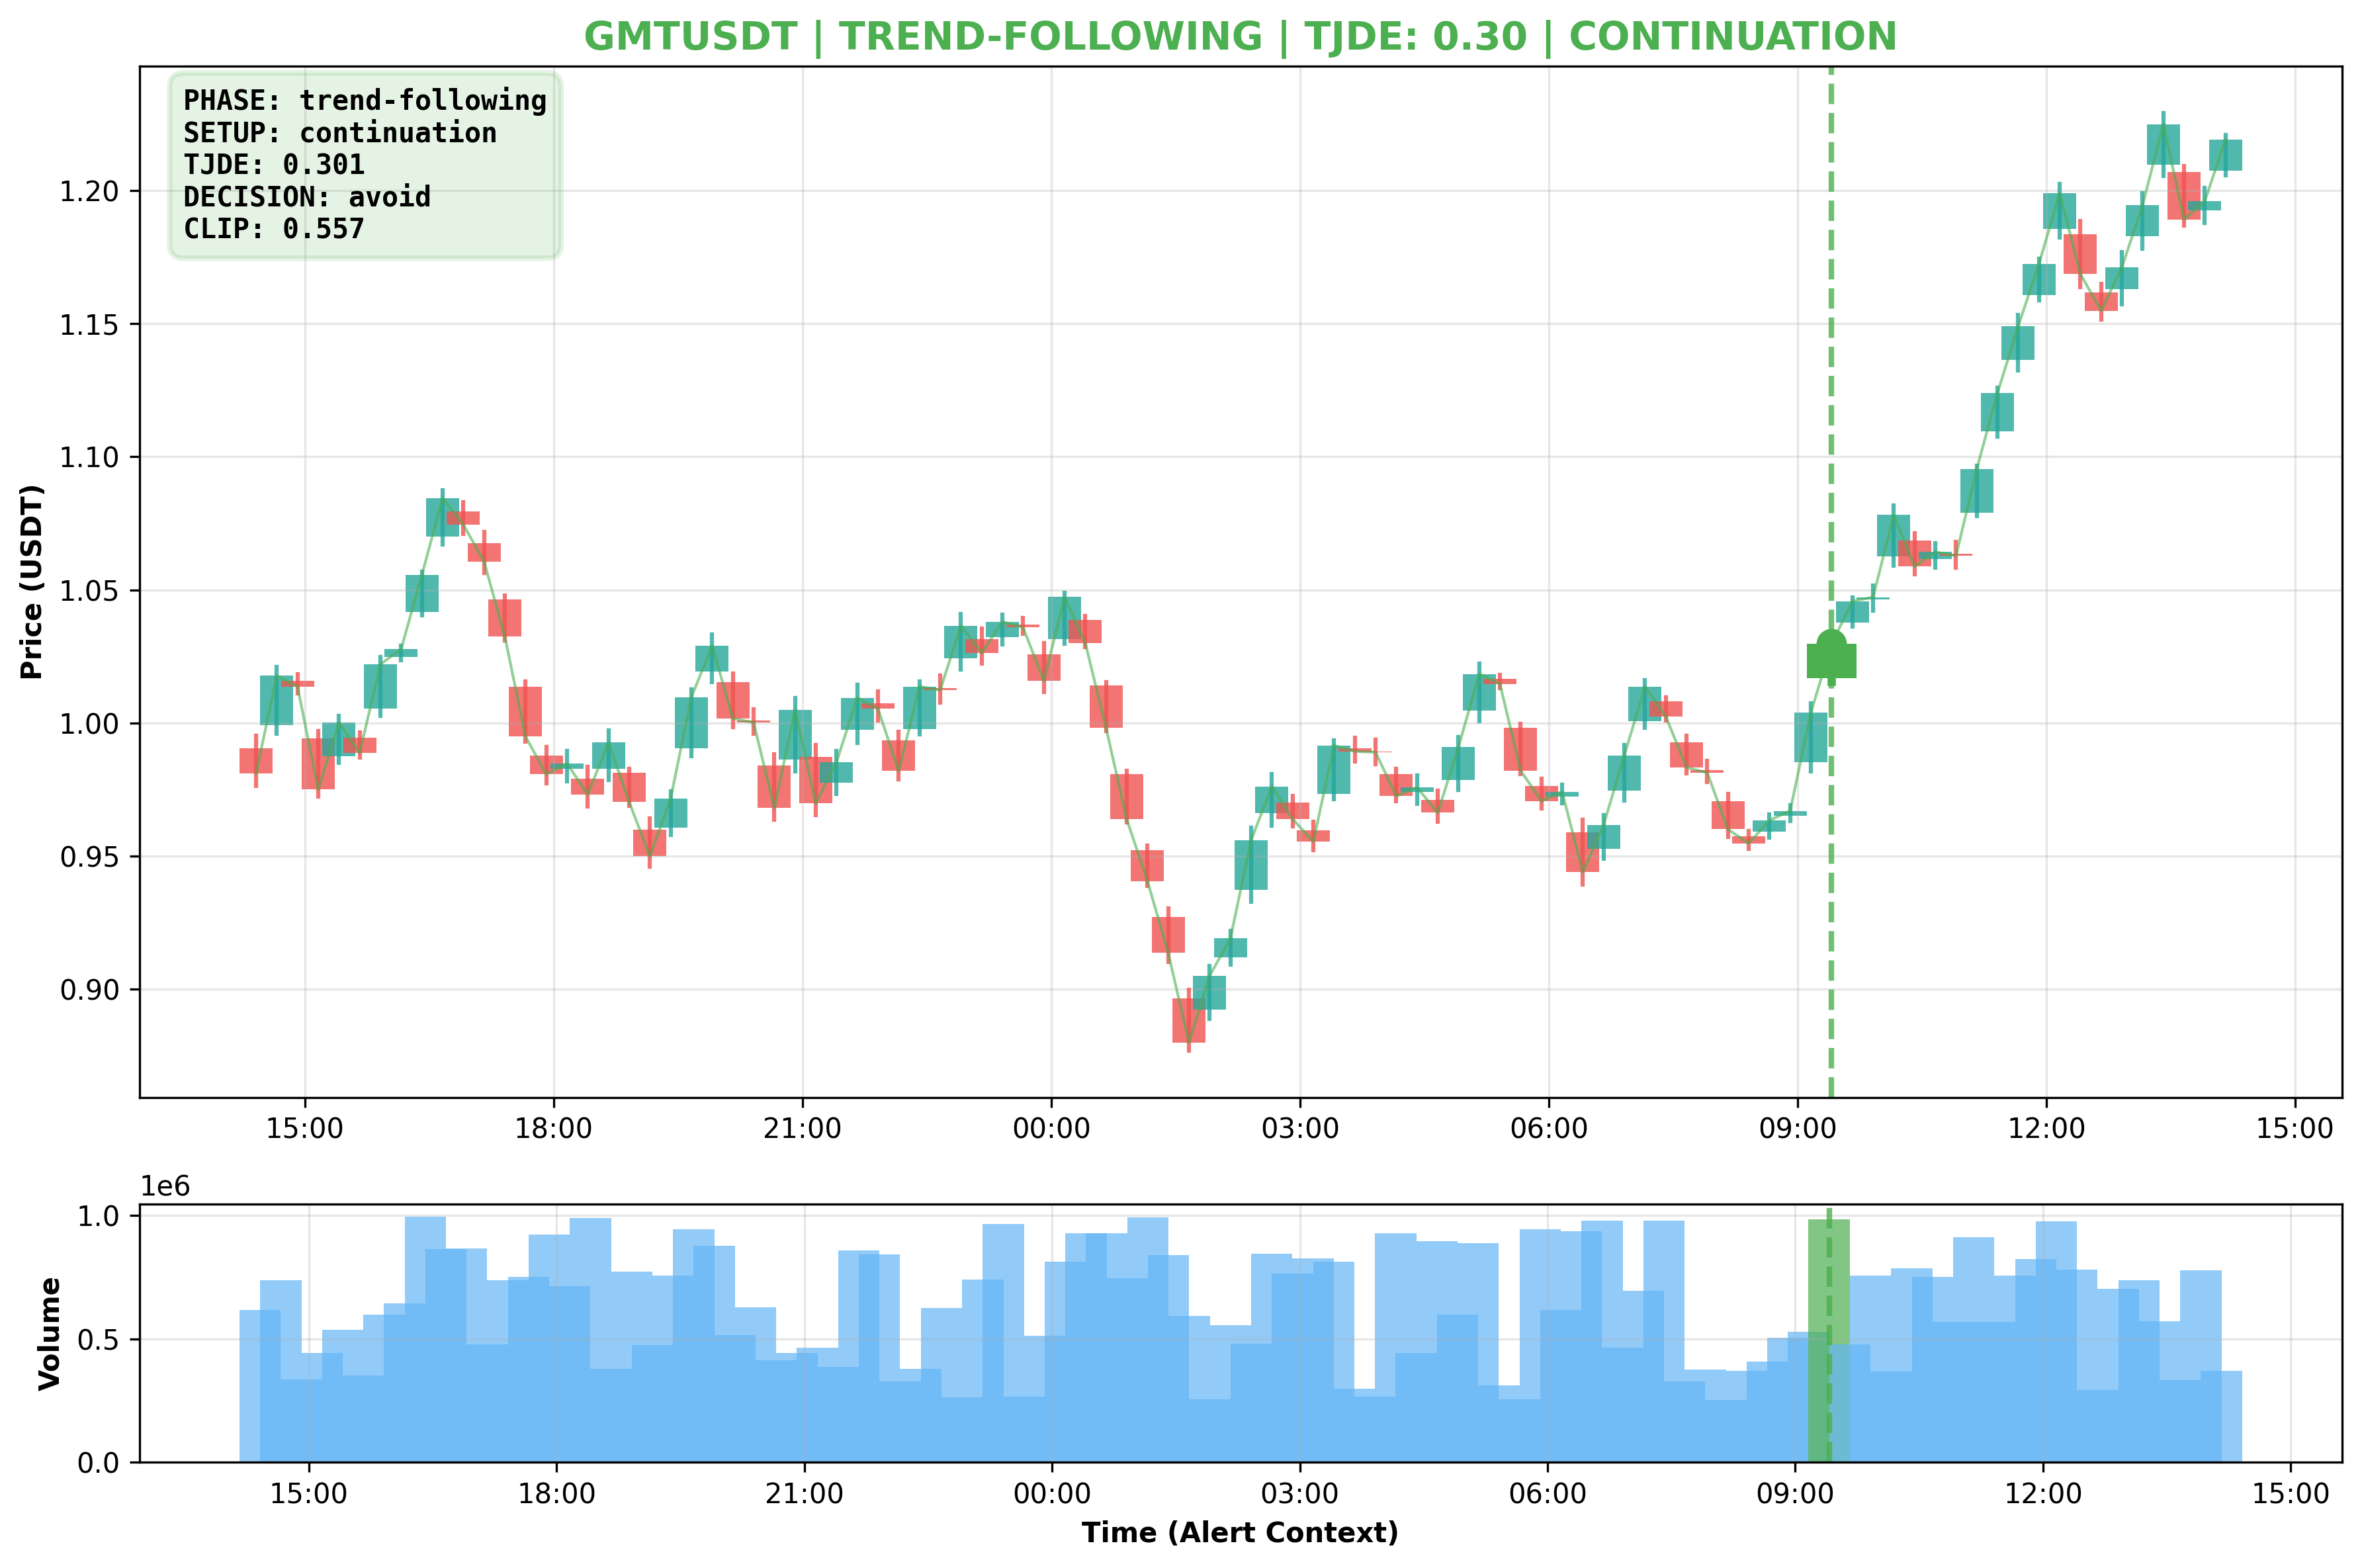 GMTUSDT | TREND-FOLLOWING | TJDE: 0.30 | CONTINUATION
PHASE: trend-following
SETUP: continuation
TJDE: 0.301
DECISION: avoid
CLIP: 0.557
Price (USDT)
1.20
1.15
1.10
1.05
1.00
0.95
0.90
15:00 18:00 21:00 00:00 03:00 06:00 09:00 12:00 15:00
1e6
Volume
1.0
0.5
0.0
15:00 18:00 21:00 00:00 03:00 06:00 09:00 12:00 15:00
Time (Alert Context)